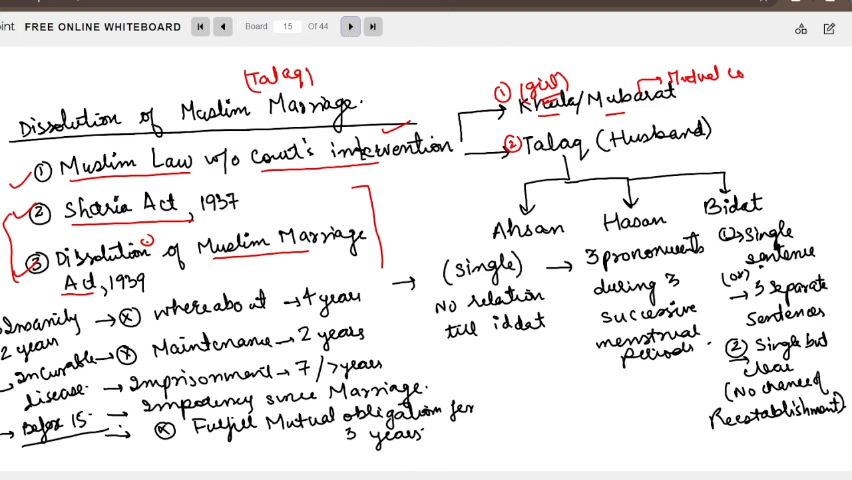 oint FREE ONLINE WHITEBOARD Board 15 Of 44
(Talaq)
Dissolution of Muslim Marriage.
① Muslim Law w/o Court's intervention
② Sharia Act, 1937
③ Dissolution of Muslim Marriage
Act, 1939
① (girl)
Khula/Mubarat
Mutual co
② Talaq (Husband)
Ahsan
(single)
No relation
till iddat
Hasan
3 pronouncements
during 3
successive
menstrual
periods.
Bidat
① Single
sentence
(or)
3 separate
sentences
② Single but
clear
(No chance of
Reestablishment)
Insanity
2 years
Incurable
disease.
Before 15
whereabout → 4 years
Maintenance → 2 years
Imprisonment → 7 / >years
Impotency since Marriage.
Fulfill Mutual obligation for
3 years